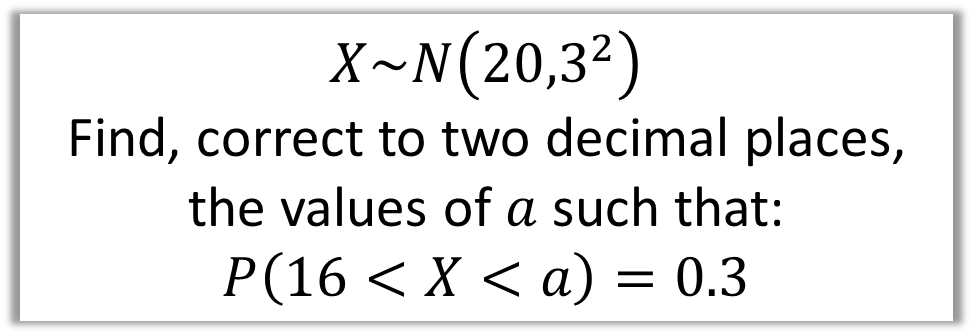 X~N(20,3²)
Find, correct to two decimal places,
the values of a such that:
P(16 < X < a) = 0.3